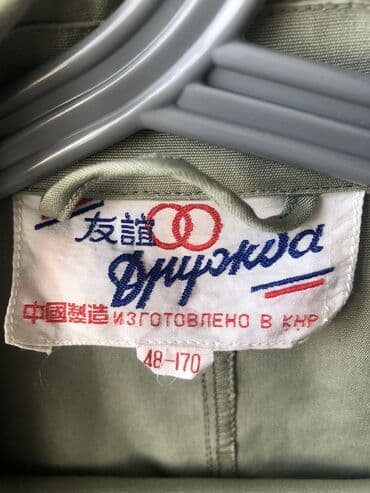 友誼
Дружба
中國製造 ИЗГОТОВЛЕНО В КНР
48-170